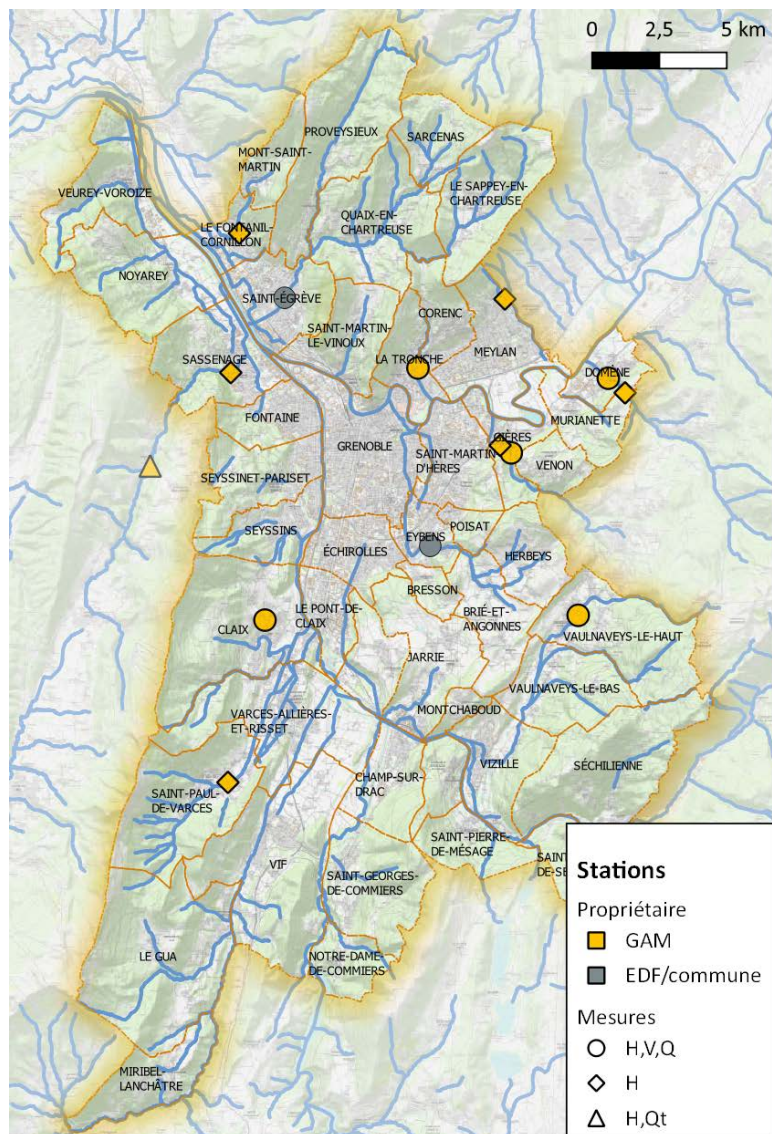 0 2,5 5 km
PROVEYSIEUX
SARCENAS
MONT-SAINT-
MARTIN
LE SAPPEY-EN-
CHARTREUSE
VEUREY-VOROIZE
QUAIX-EN-
CHARTREUSE
LE FONTANIL-
CORNILLON
NOYAREY
SAINT-ÉGRÈVE
SAINT-MARTIN-
LE-VINOUX
CORENC
MEYLAN
SASSENAGE
LA TRONCHE
DOMÈNE
FONTAINE
MURIANETTE
GRENOBLE
GIÈRES
SAINT-MARTIN
D'HÈRES
VENON
SEYSSINET-PARISET
SEYSSINS
POISAT
EYBENS
ÉCHIROLLES
HERBEYS
BRESSON
LE PONT-DE-
CLAIX
BRIÉ-ET-
ANGONNES
CLAIX
VAULNAVEYS-LE-HAUT
JARRIE
VAULNAVEYS-LE-BAS
MONTCHABOUD
VARCES-ALLIÈRES-
ET-RISSET
VIZILLE
SÉCHILIENNE
CHAMP-SUR-
DRAC
SAINT-PAUL-
DE-VARCES
SAINT-PIERRE-
DE-MÉSAGE
VIF
SAINT-GEORGES-
DE-COMMIERS
LE GUA
NOTRE-DAME-
DE-COMMIERS
MIRIBEL-
LANCHÂTRE
Stations
Propriétaire
GAM
EDF/commune
Mesures
H,V,Q
H
H,Qt